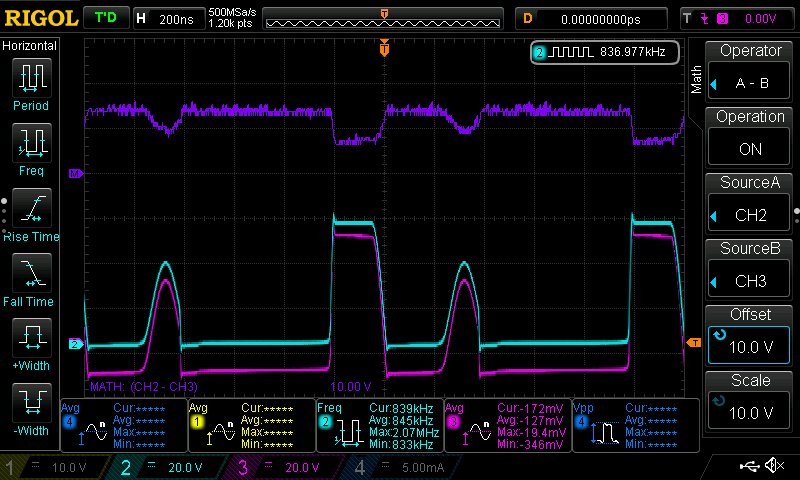 RIGOL T'D H 200ns 500MSa/s 1.20k pts T D 0.00000000ps T 3 0.00V
Horizontal
Period
Freq
Rise Time
Fall Time
+Width
-Width
T
2 836.977kHz
M
2
T
MATH: (CH2 - CH3) 10.00 V
Math
Operator
A - B
Operation
ON
SourceA
CH2
SourceB
CH3
Offset
10.0 V
Scale
10.0 V
Avg
4
Cur:*****
Avg:*****
Max:*****
Min:*****
Avg
1
Cur:*****
Avg:*****
Max:*****
Min:*****
Freq
2
Cur:839kHz
Avg:845kHz
Max:2.07MHz
Min:833kHz
Avg
3
Cur:-172mV
Avg:-127mV
Max:-19.4mV
Min:-346mV
Vpp
4
Cur:*****
Avg:*****
Max:*****
Min:*****
1 10.0 V 2 20.0 V 3 20.0 V 4 5.00mA